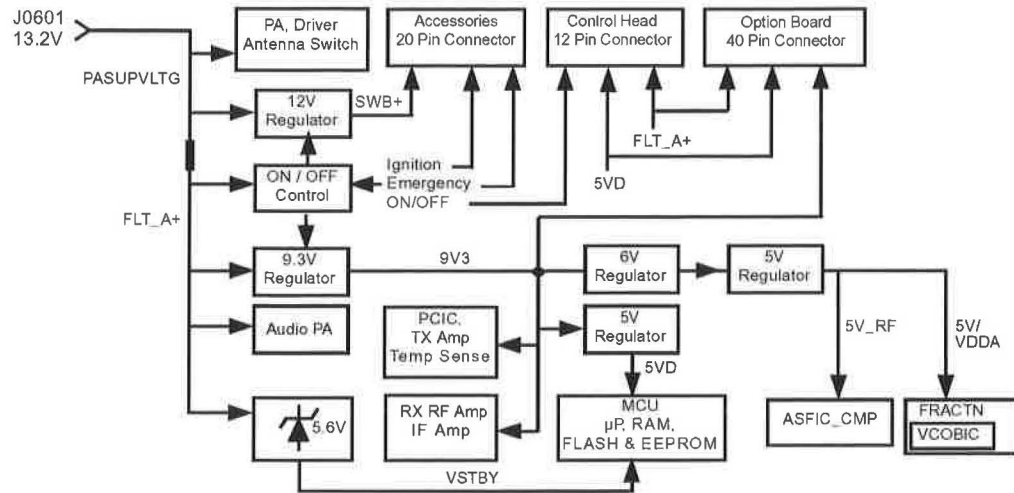 J0601
13.2V
PA, Driver
Antenna Switch
Accessories
20 Pin Connector
Control Head
12 Pin Connector
Option Board
40 Pin Connector
PASUPVLTG
12V
Regulator
SWB+
FLT_A+
Ignition
Emergency
ON/OFF
5VD
ON / OFF
Control
FLT_A+
9.3V
Regulator
9V3
6V
Regulator
5V
Regulator
Audio PA
PCIC,
TX Amp
Temp Sense
5V
Regulator
5V_RF
5V/
VDDA
5VD
5.6V
RX RF Amp
IF Amp
MCU
µP, RAM,
FLASH & EEPROM
ASFIC_CMP
FRACTN
VCOBIC
VSTBY